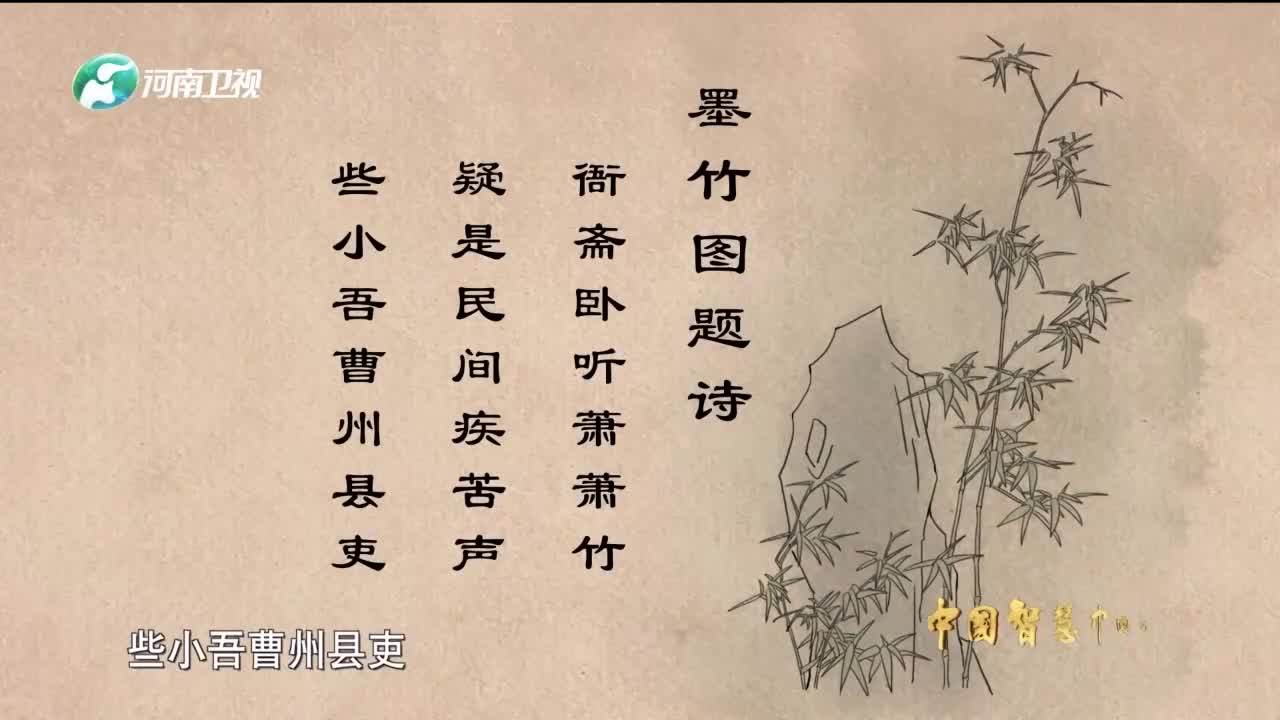 河南卫视
墨竹图题诗
衙斋卧听萧萧竹
疑是民间疾苦声
些小吾曹州县吏
中国智慧
些小吾曹州县吏